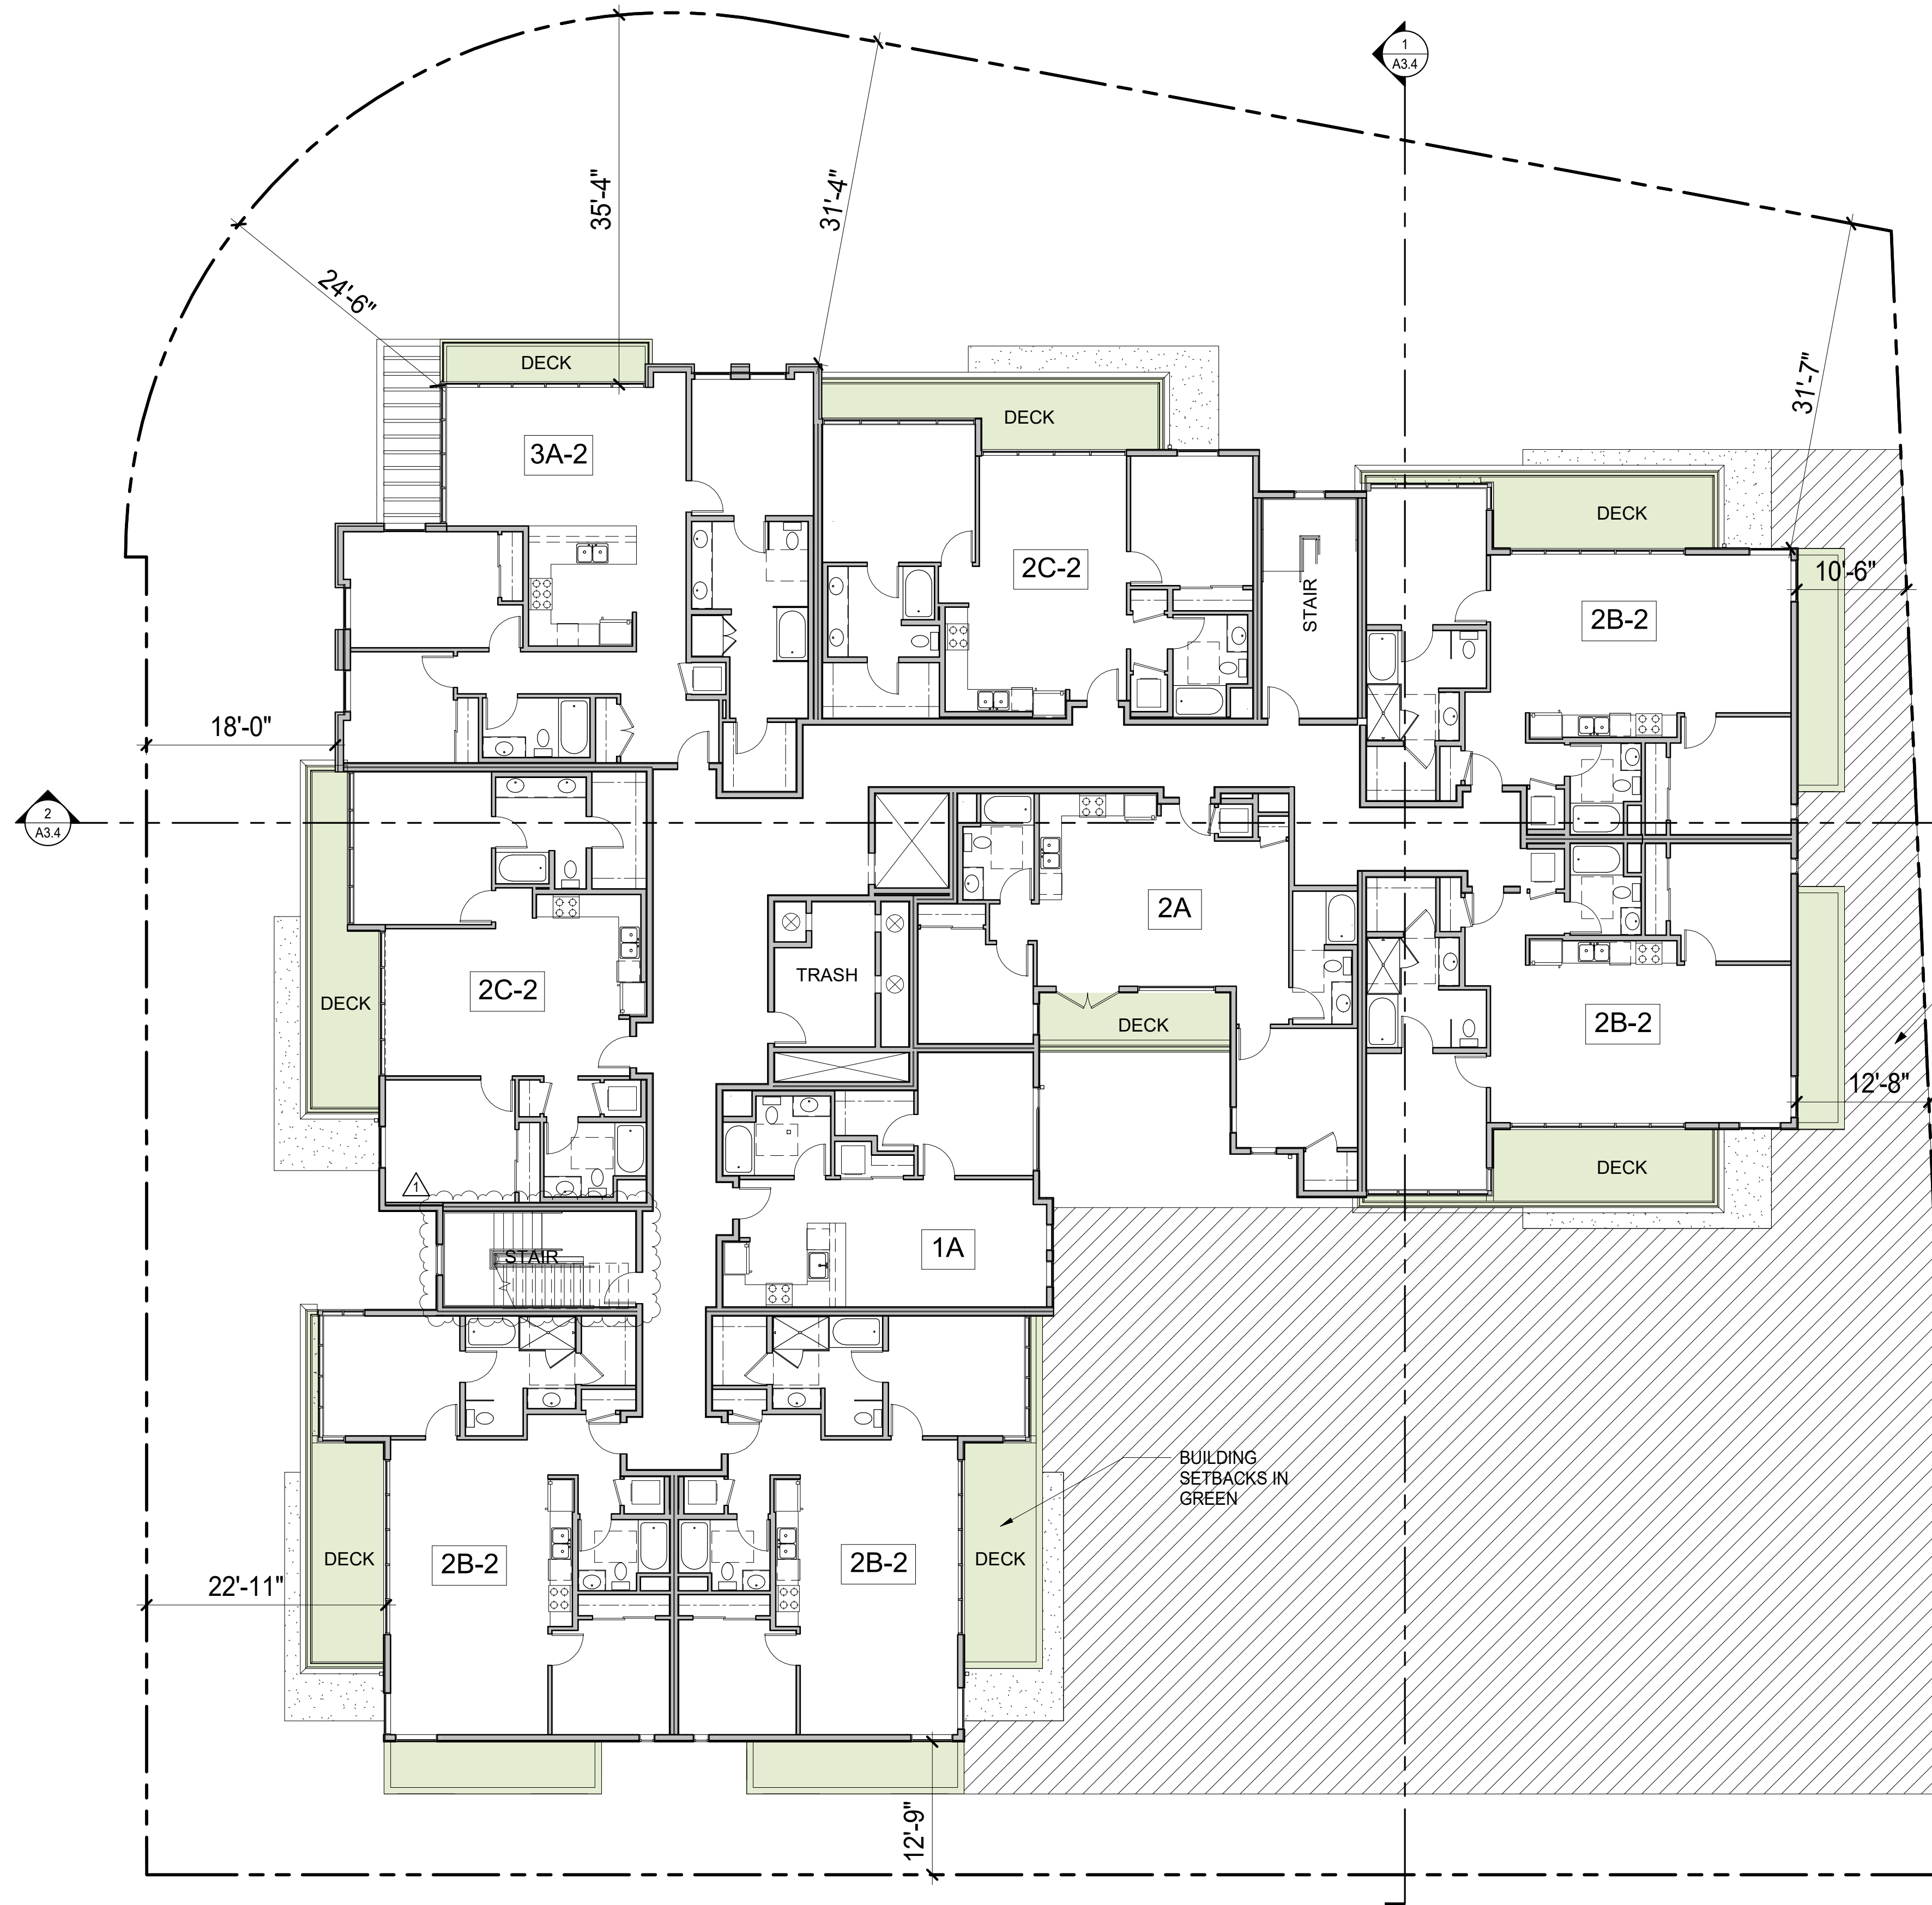 1
A3.4
35'-4"
31'-4"
24'-6"
31'-7"
DECK
DECK
3A-2
DECK
2C-2
STAIR
10'-6"
2B-2
18'-0"
2
A3.4
2A
TRASH
2C-2
DECK
DECK
2B-2
12'-8"
DECK
1
1A
STAIR
BUILDING
SETBACKS IN
GREEN
DECK
2B-2
2B-2
DECK
22'-11"
12'-9"